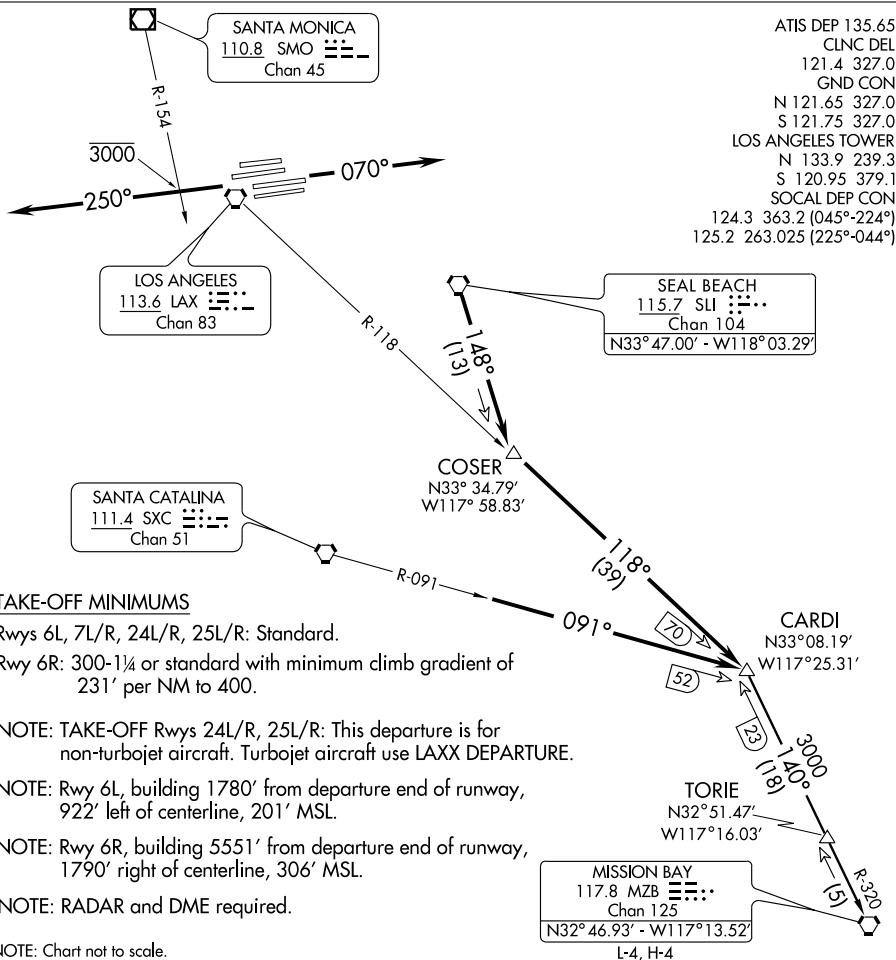 SANTA MONICA
110.8 SMO
Chan 45
ATIS DEP 135.65
CLNC DEL
121.4 327.0
GND CON
N 121.65 327.0
S 121.75 327.0
LOS ANGELES TOWER
N 133.9 239.3
S 120.95 379.1
SOCAL DEP CON
124.3 363.2 (045°-224°)
125.2 263.025 (225°-044°)
R-154
3000
070°
250°
LOS ANGELES
113.6 LAX
Chan 83
R-118
SEAL BEACH
115.7 SLI
Chan 104
N33°47.00' - W118°03.29'
148°
(13)
COSER
N33° 34.79'
W117° 58.83'
SANTA CATALINA
111.4 SXC
Chan 51
R-091
118°
(39)
091°
70
52
23
CARDI
N33°08.19'
W117°25.31'
3000
140°
(18)
TORIE
N32°51.47'
W117°16.03'
R-320
(5)
MISSION BAY
117.8 MZB
Chan 125
N32°46.93' - W117°13.52'
L-4, H-4
TAKE-OFF MINIMUMS
Rwys 6L, 7L/R, 24L/R, 25L/R: Standard.
Rwy 6R: 300-1¼ or standard with minimum climb gradient of
231' per NM to 400.
NOTE: TAKE-OFF Rwys 24L/R, 25L/R: This departure is for
non-turbojet aircraft. Turbojet aircraft use LAXX DEPARTURE.
NOTE: Rwy 6L, building 1780' from departure end of runway,
922' left of centerline, 201' MSL.
NOTE: Rwy 6R, building 5551' from departure end of runway,
1790' right of centerline, 306' MSL.
NOTE: RADAR and DME required.
NOTE: Chart not to scale.